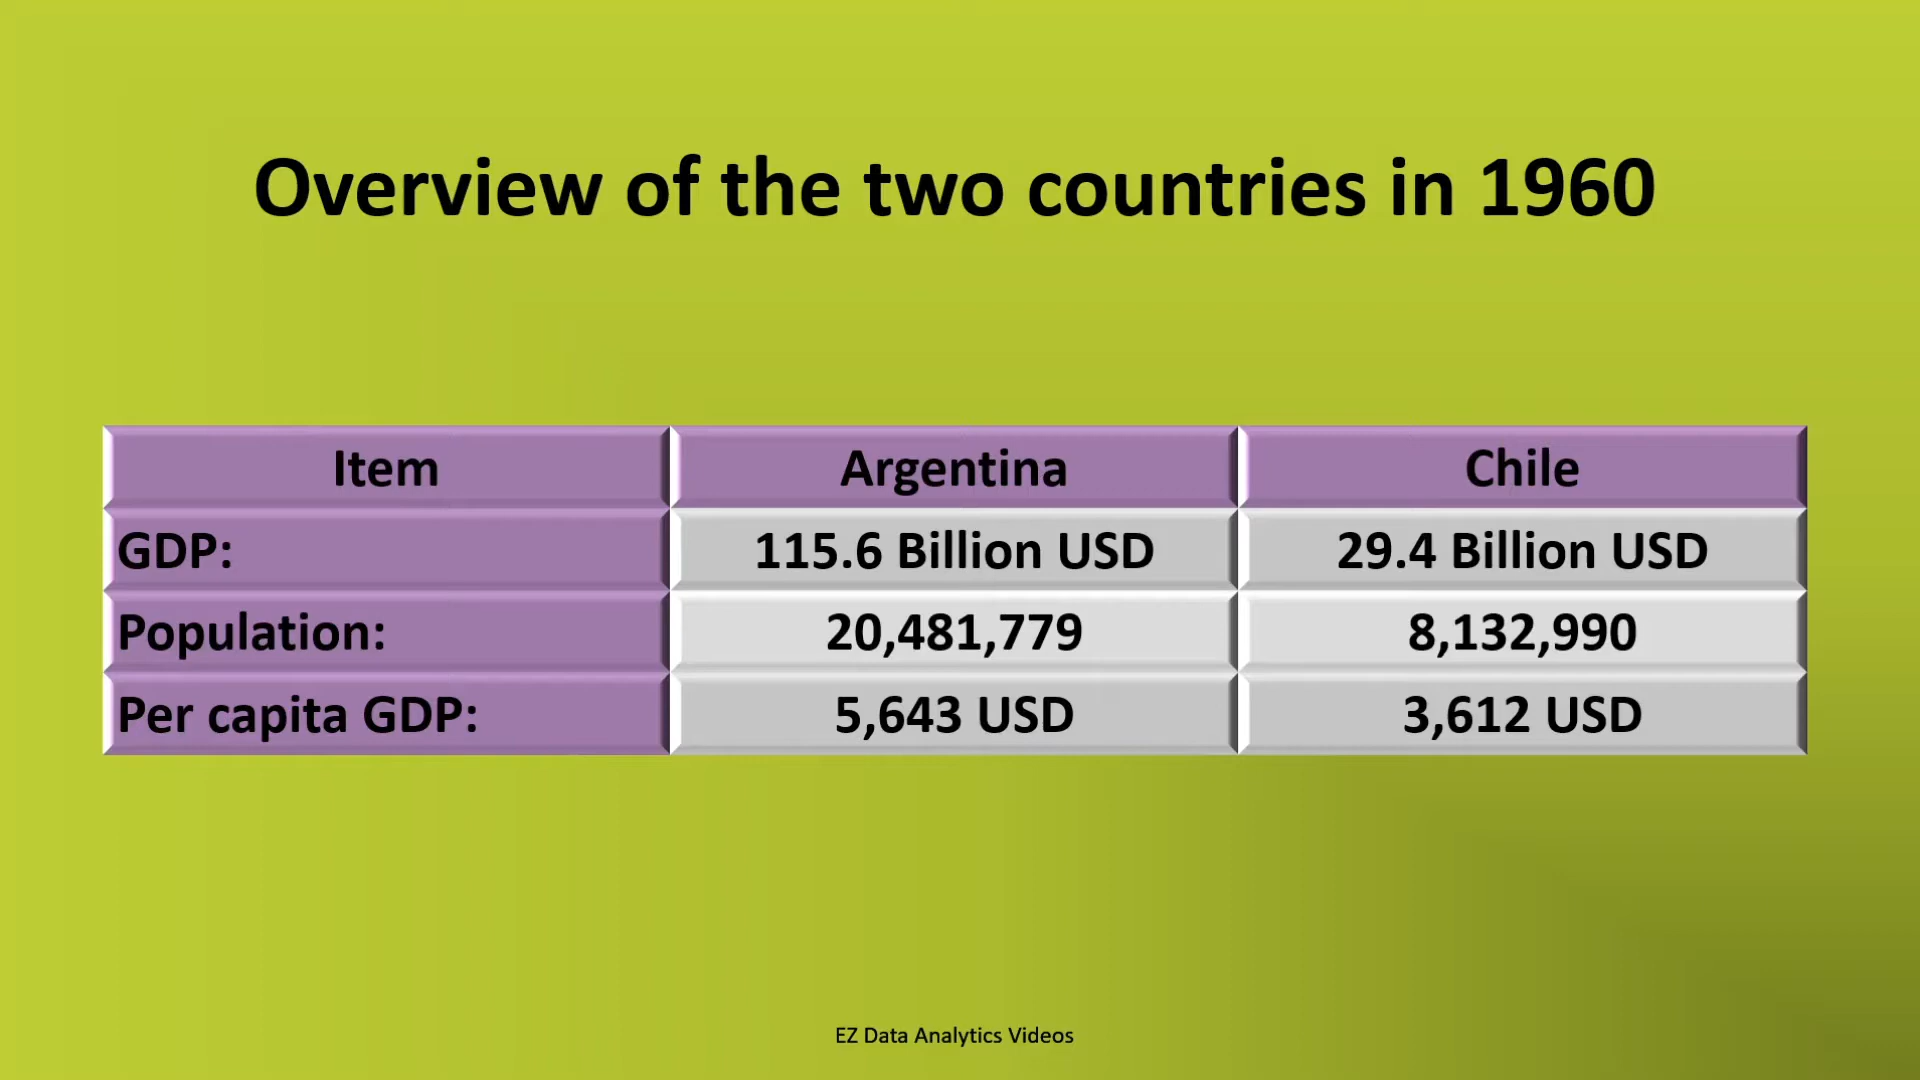 Overview of the two countries in 1960
Item Argentina Chile
GDP: 115.6 Billion USD 29.4 Billion USD
Population: 20,481,779 8,132,990
Per capita GDP: 5,643 USD 3,612 USD
EZ Data Analytics Videos